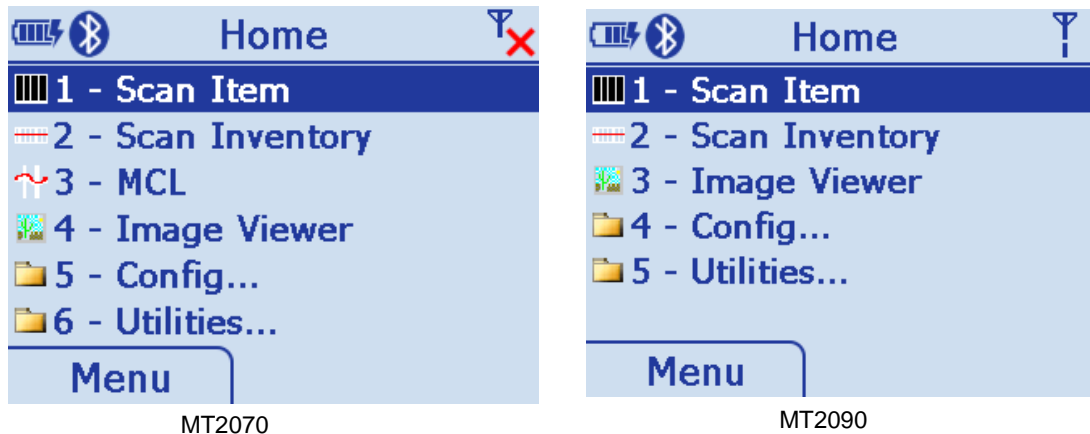 Home
1 - Scan Item
2 - Scan Inventory
3 - MCL
4 - Image Viewer
5 - Config...
6 - Utilities...
Menu
MT2070
Home
1 - Scan Item
2 - Scan Inventory
3 - Image Viewer
4 - Config...
5 - Utilities...
Menu
MT2090